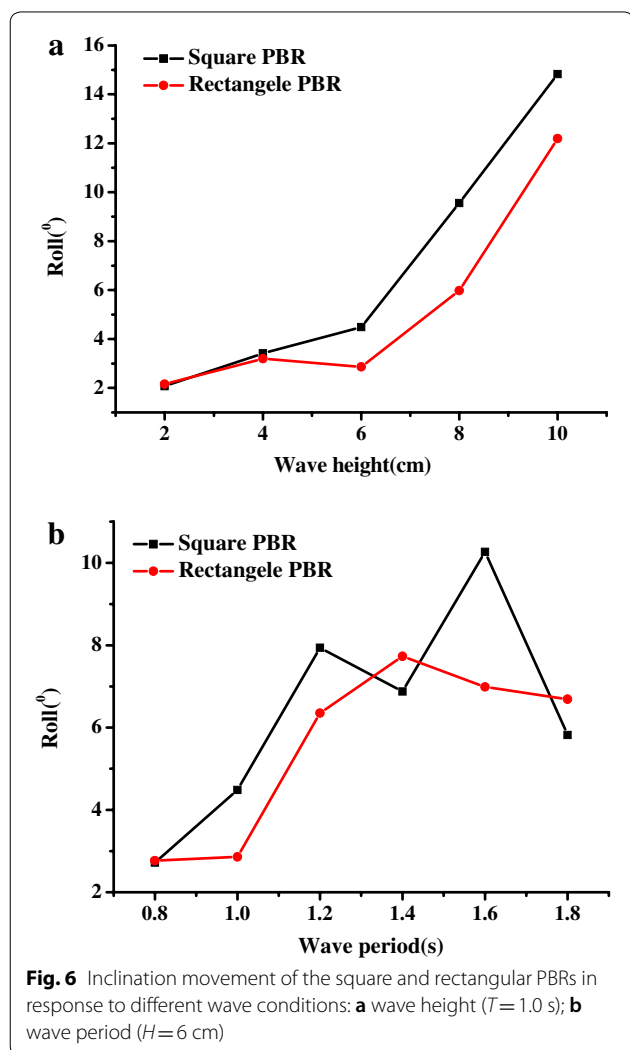 a
Square PBR
Rectangele PBR
16
14
12
10
8
6
4
2
Roll(⁰)
2 4 6 8 10
Wave height(cm)
b
Square PBR
Rectangele PBR
10
8
6
4
2
Roll(⁰)
0.8 1.0 1.2 1.4 1.6 1.8
Wave period(s)
Fig. 6 Inclination movement of the square and rectangular PBRs in
response to different wave conditions: a wave height (T = 1.0 s); b
wave period (H = 6 cm)